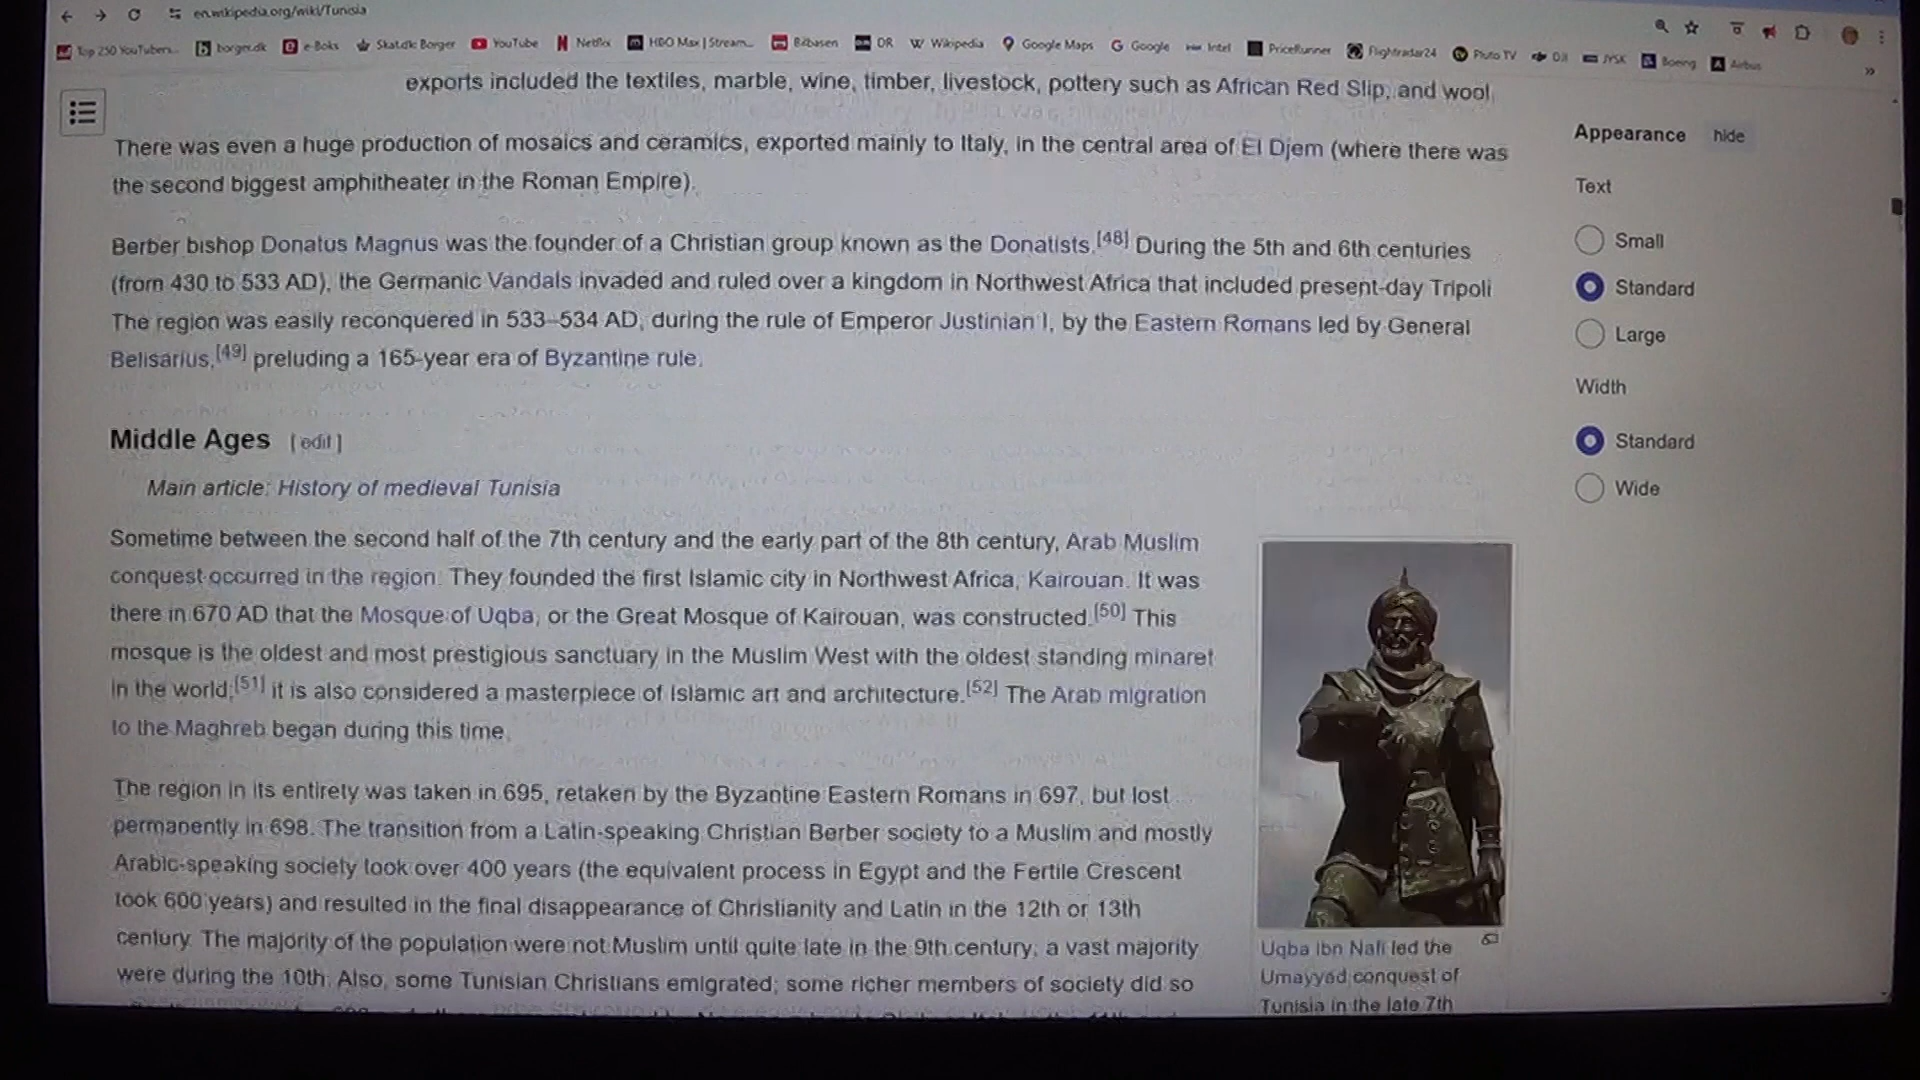 en.wikipedia.org/wiki/Tunisia
Top 250 YouTubers... borger.dk e-Boks Skat.dk: Borger YouTube Netflix HBO Max | Stream... Bilbasen DR Wikipedia Google Maps Google Intel PriceRunner Flightradar24 Pluto TV DJI JYSK Boeing Airbus »
exports included the textiles, marble, wine, timber, livestock, pottery such as African Red Slip, and wool
There was even a huge production of mosaics and ceramics, exported mainly to Italy, in the central area of El Djem (where there was
the second biggest amphitheater in the Roman Empire).
Berber bishop Donatus Magnus was the founder of a Christian group known as the Donatists.[48] During the 5th and 6th centuries
(from 430 to 533 AD), the Germanic Vandals invaded and ruled over a kingdom in Northwest Africa that included present-day Tripoli
The region was easily reconquered in 533–534 AD, during the rule of Emperor Justinian I, by the Eastern Romans led by General
Belisarius,[49] preluding a 165-year era of Byzantine rule.
Middle Ages [ edit ]
Main article: History of medieval Tunisia
Sometime between the second half of the 7th century and the early part of the 8th century, Arab Muslim
conquest occurred in the region. They founded the first Islamic city in Northwest Africa, Kairouan. It was
there in 670 AD that the Mosque of Uqba, or the Great Mosque of Kairouan, was constructed.[50] This
mosque is the oldest and most prestigious sanctuary in the Muslim West with the oldest standing minaret
in the world;[51] it is also considered a masterpiece of Islamic art and architecture.[52] The Arab migration
to the Maghreb began during this time.
The region in its entirety was taken in 695, retaken by the Byzantine Eastern Romans in 697, but lost
permanently in 698. The transition from a Latin-speaking Christian Berber society to a Muslim and mostly
Arabic-speaking society took over 400 years (the equivalent process in Egypt and the Fertile Crescent
took 600 years) and resulted in the final disappearance of Christianity and Latin in the 12th or 13th
century. The majority of the population were not Muslim until quite late in the 9th century; a vast majority
were during the 10th. Also, some Tunisian Christians emigrated; some richer members of society did so
Uqba ibn Nafi led the
Umayyad conquest of
Tunisia in the late 7th
Appearance hide
Text
Small
Standard
Large
Width
Standard
Wide